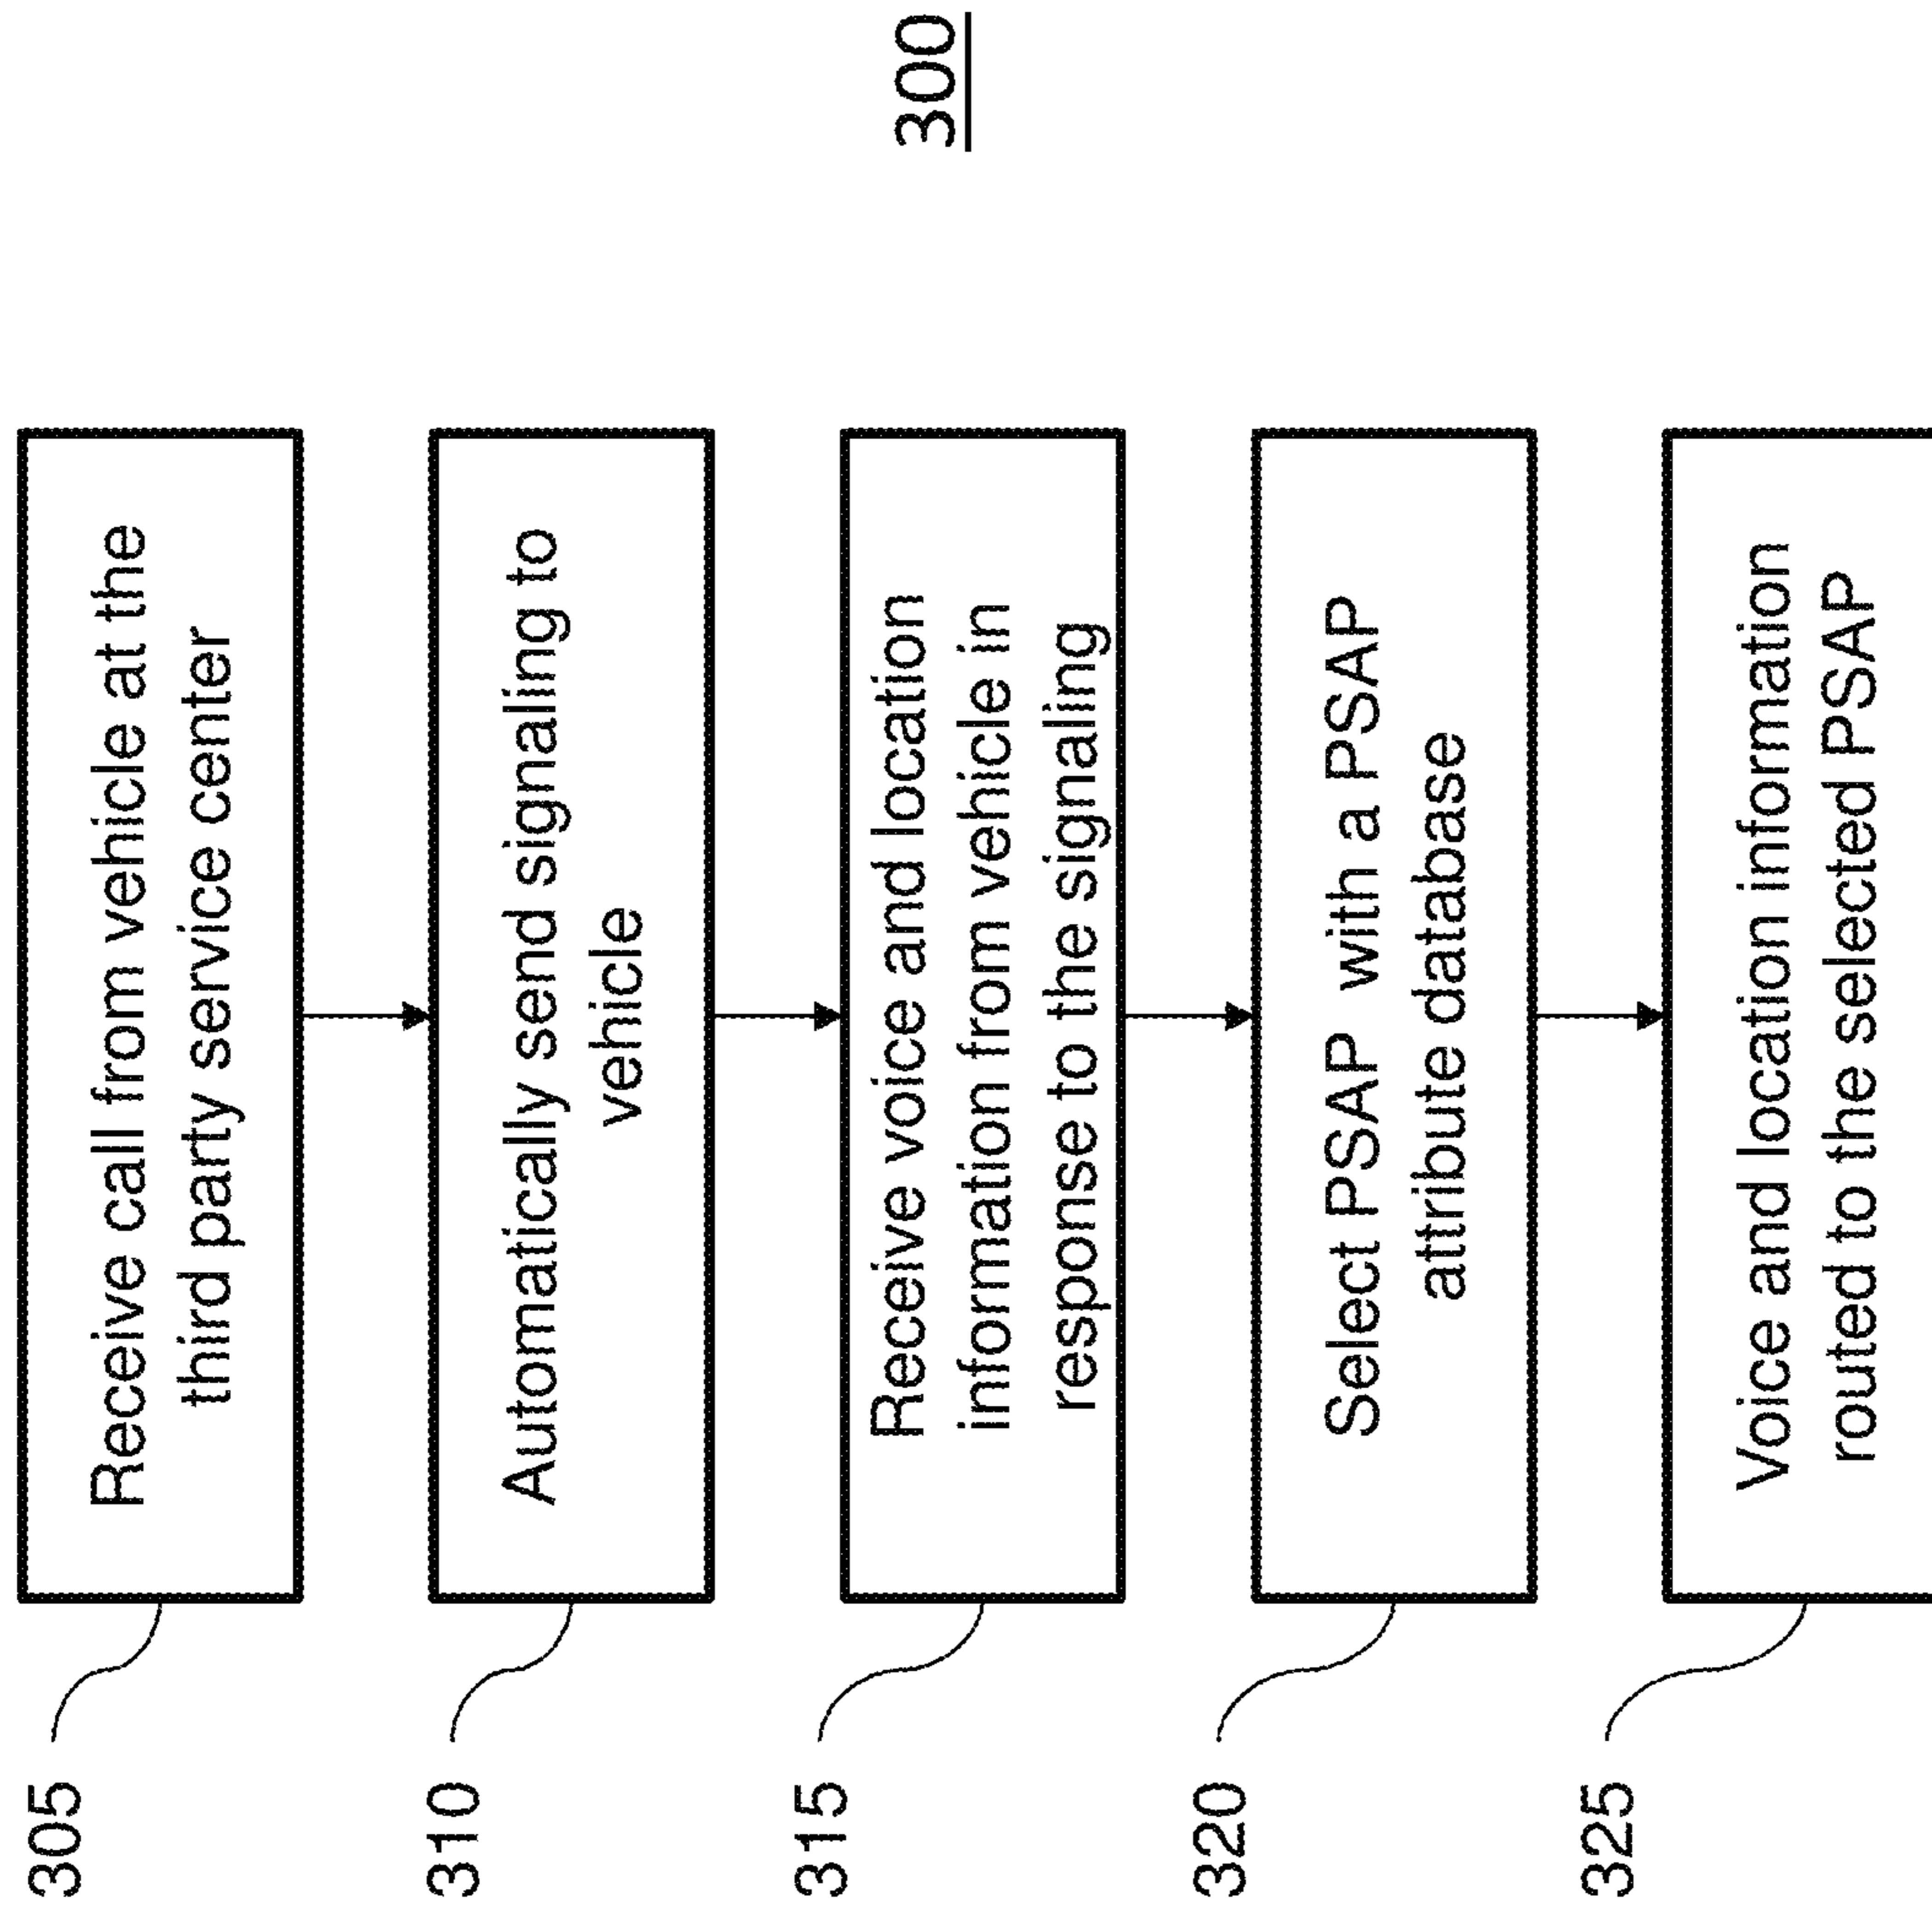 305
Receive call from vehicle at the
third party service center
310
Automatically send signaling to
vehicle
315
Receive voice and location
information from vehicle in
response to the signaling
320
Select PSAP with a PSAP
attribute database
325
Voice and location information
routed to the selected PSAP
300